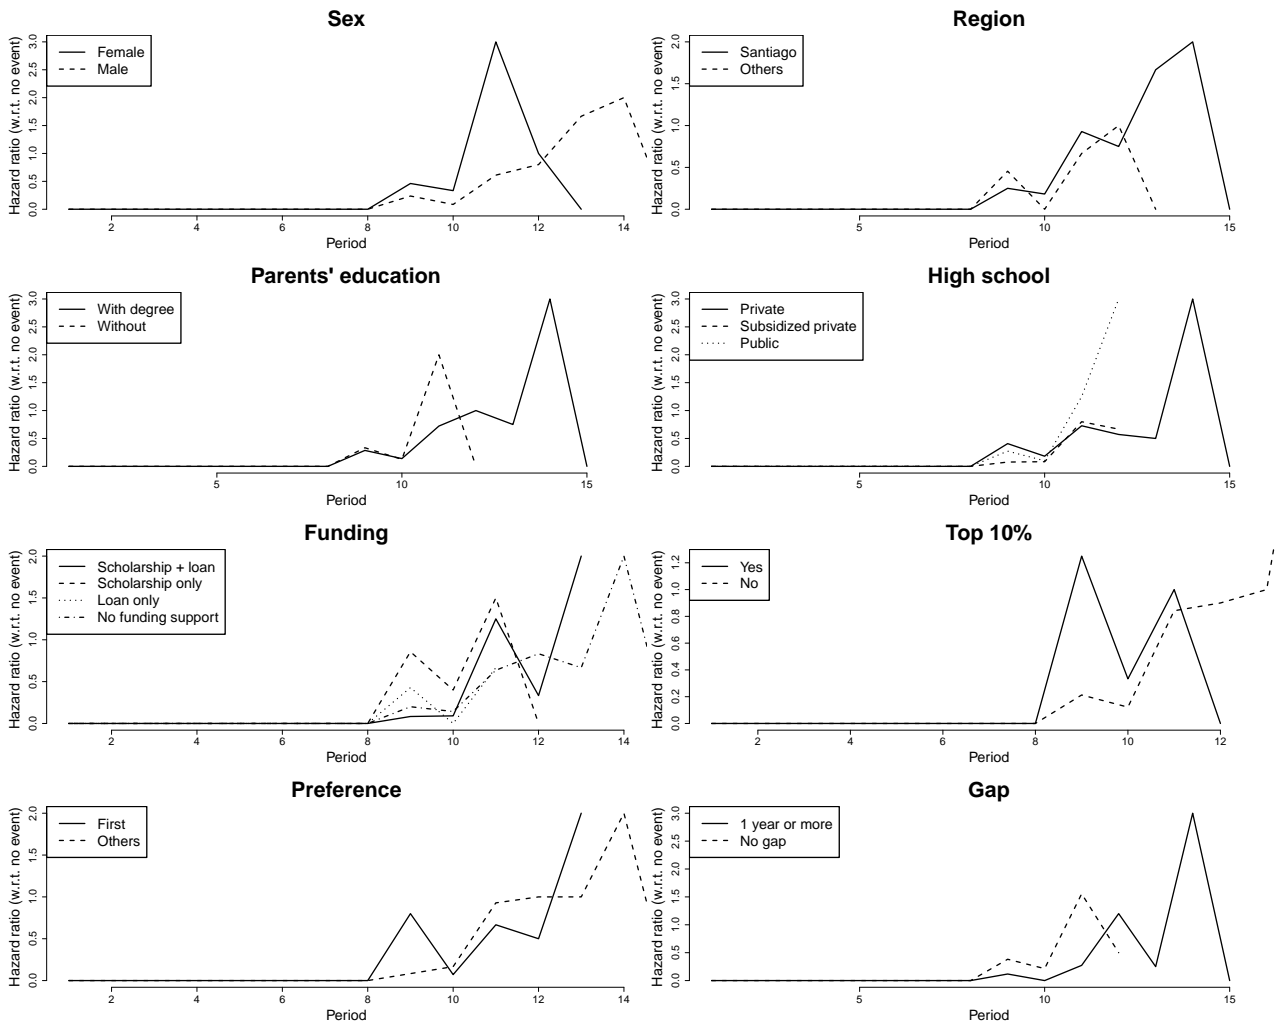 Sex
Hazard ratio (w.r.t. no event)
0.0 0.5 1.0 1.5 2.0 2.5 3.0
Female
Male
2 4 6 8 10 12 14
Period
Region
Hazard ratio (w.r.t. no event)
0.0 0.5 1.0 1.5 2.0
Santiago
Others
5 10 15
Period
Parents' education
Hazard ratio (w.r.t. no event)
0.0 0.5 1.0 1.5 2.0 2.5 3.0
With degree
Without
5 10 15
Period
High school
Hazard ratio (w.r.t. no event)
0.0 0.5 1.0 1.5 2.0 2.5 3.0
Private
Subsidized private
Public
5 10 15
Period
Funding
Hazard ratio (w.r.t. no event)
0.0 0.5 1.0 1.5 2.0
Scholarship + loan
Scholarship only
Loan only
No funding support
2 4 6 8 10 12 14
Period
Top 10%
Hazard ratio (w.r.t. no event)
0.0 0.2 0.4 0.6 0.8 1.0 1.2
Yes
No
2 4 6 8 10 12
Period
Preference
Hazard ratio (w.r.t. no event)
0.0 0.5 1.0 1.5 2.0
First
Others
2 4 6 8 10 12 14
Period
Gap
Hazard ratio (w.r.t. no event)
0.0 0.5 1.0 1.5 2.0 2.5 3.0
1 year or more
No gap
5 10 15
Period